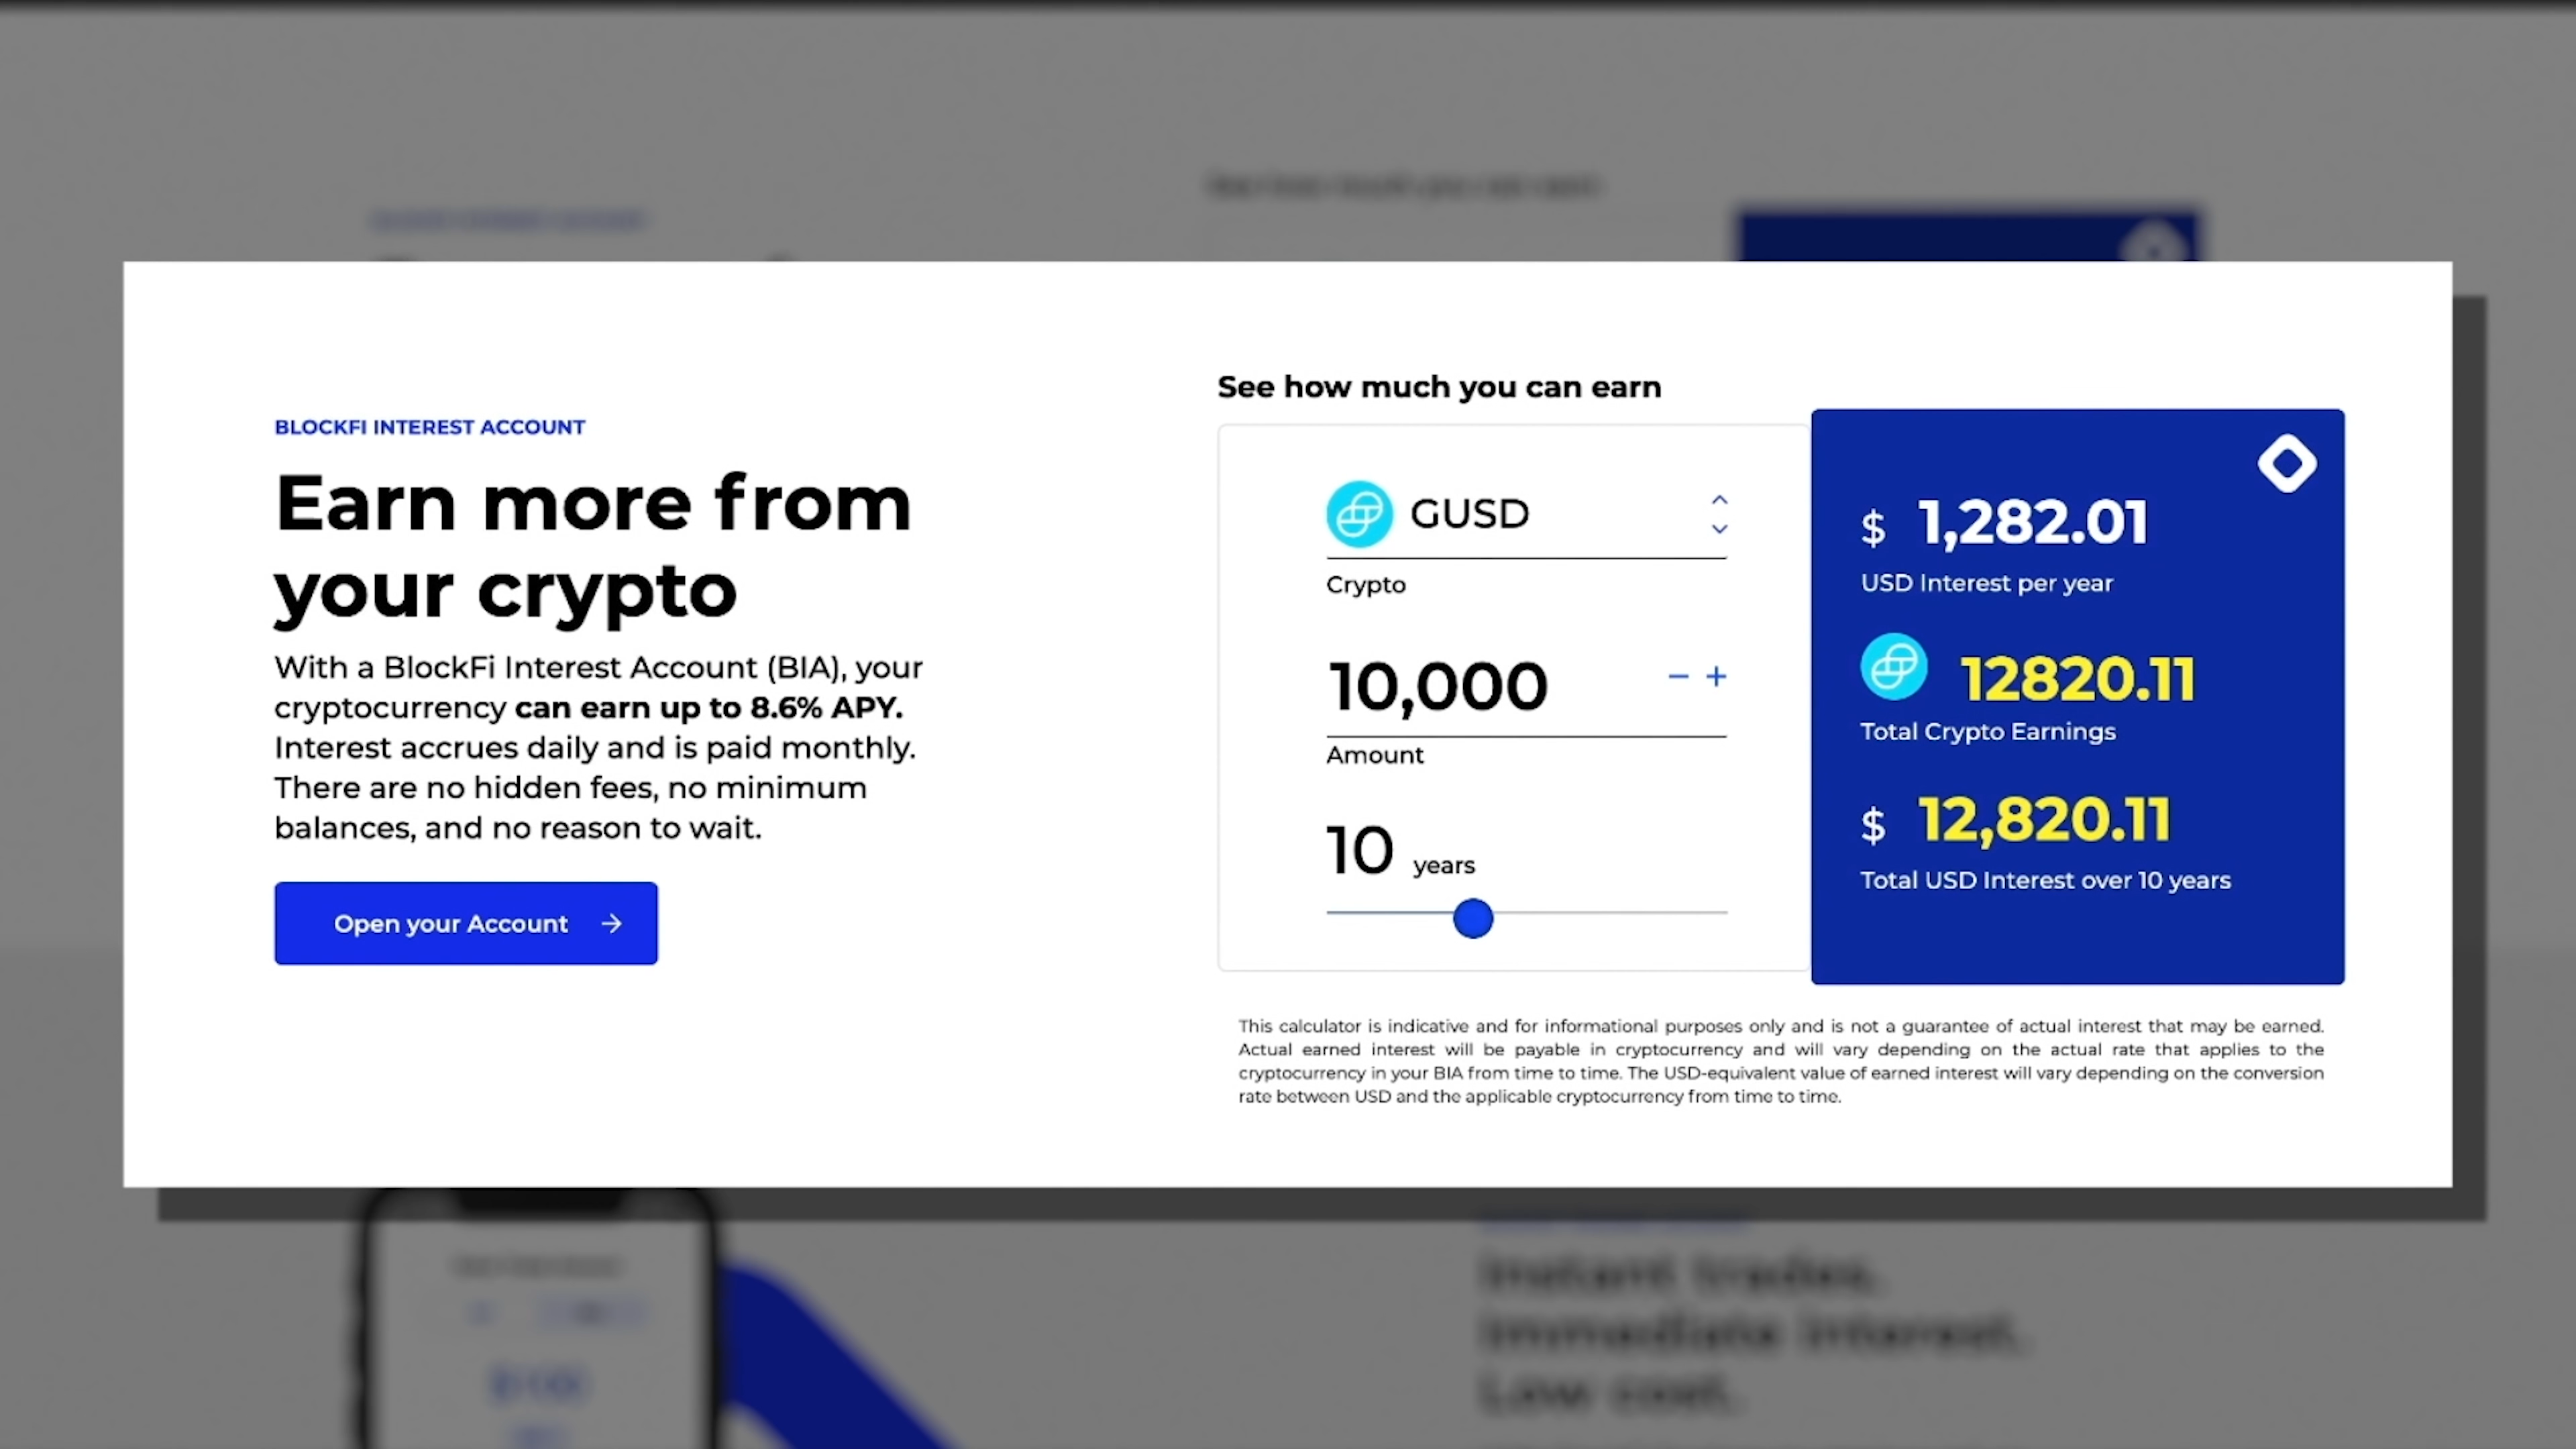 BLOCKFI INTEREST ACCOUNT
Earn more from
your crypto
With a BlockFi Interest Account (BIA), your
cryptocurrency can earn up to 8.6% APY.
Interest accrues daily and is paid monthly.
There are no hidden fees, no minimum
balances, and no reason to wait.
Open your Account
See how much you can earn
GUSD
Crypto
10,000
Amount
10 years
$ 1,282.01
USD Interest per year
12820.11
Total Crypto Earnings
$ 12,820.11
Total USD Interest over 10 years
This calculator is indicative and for informational purposes only and is not a guarantee of actual interest that may be earned.
Actual earned interest will be payable in cryptocurrency and will vary depending on the actual rate that applies to the
cryptocurrency in your BIA from time to time. The USD-equivalent value of earned interest will vary depending on the conversion
rate between USD and the applicable cryptocurrency from time to time.
Instant trades.
Immediate interest.
Low cost.